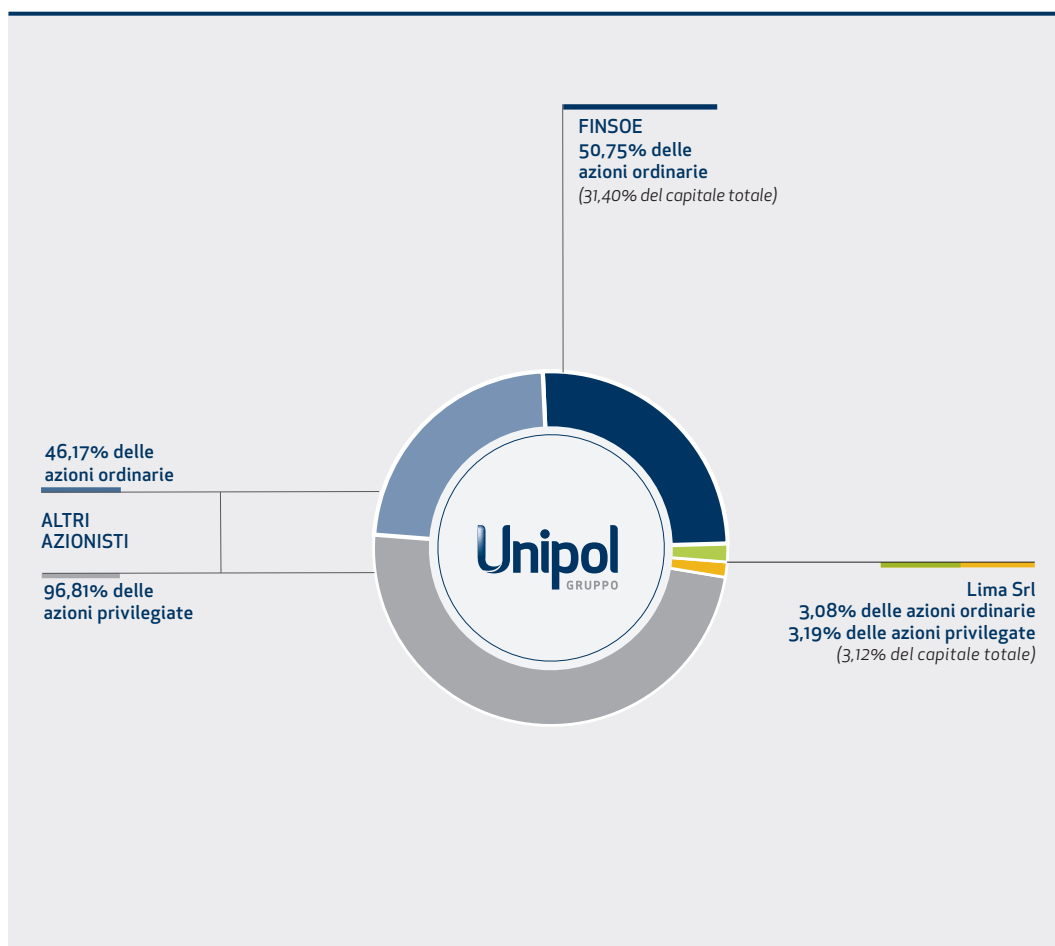 FINSOE
50,75% delle
azioni ordinarie
(31,40% del capitale totale)
46,17% delle
azioni ordinarie
ALTRI
AZIONISTI
96,81% delle
azioni privilegiate
Unipol
GRUPPO
Lima Srl
3,08% delle azioni ordinarie
3,19% delle azioni privilegate
(3,12% del capitale totale)